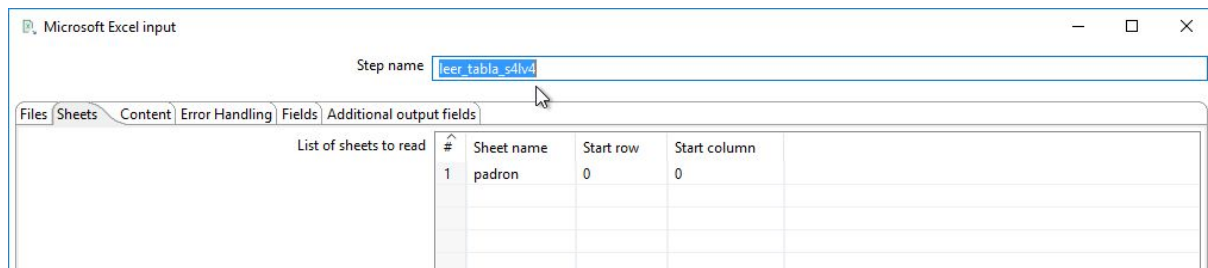 Microsoft Excel input
Step name leer_tabla_s4lv4
Files Sheets Content Error Handling Fields Additional output fields
List of sheets to read # Sheet name Start row Start column
1 padron 0 0